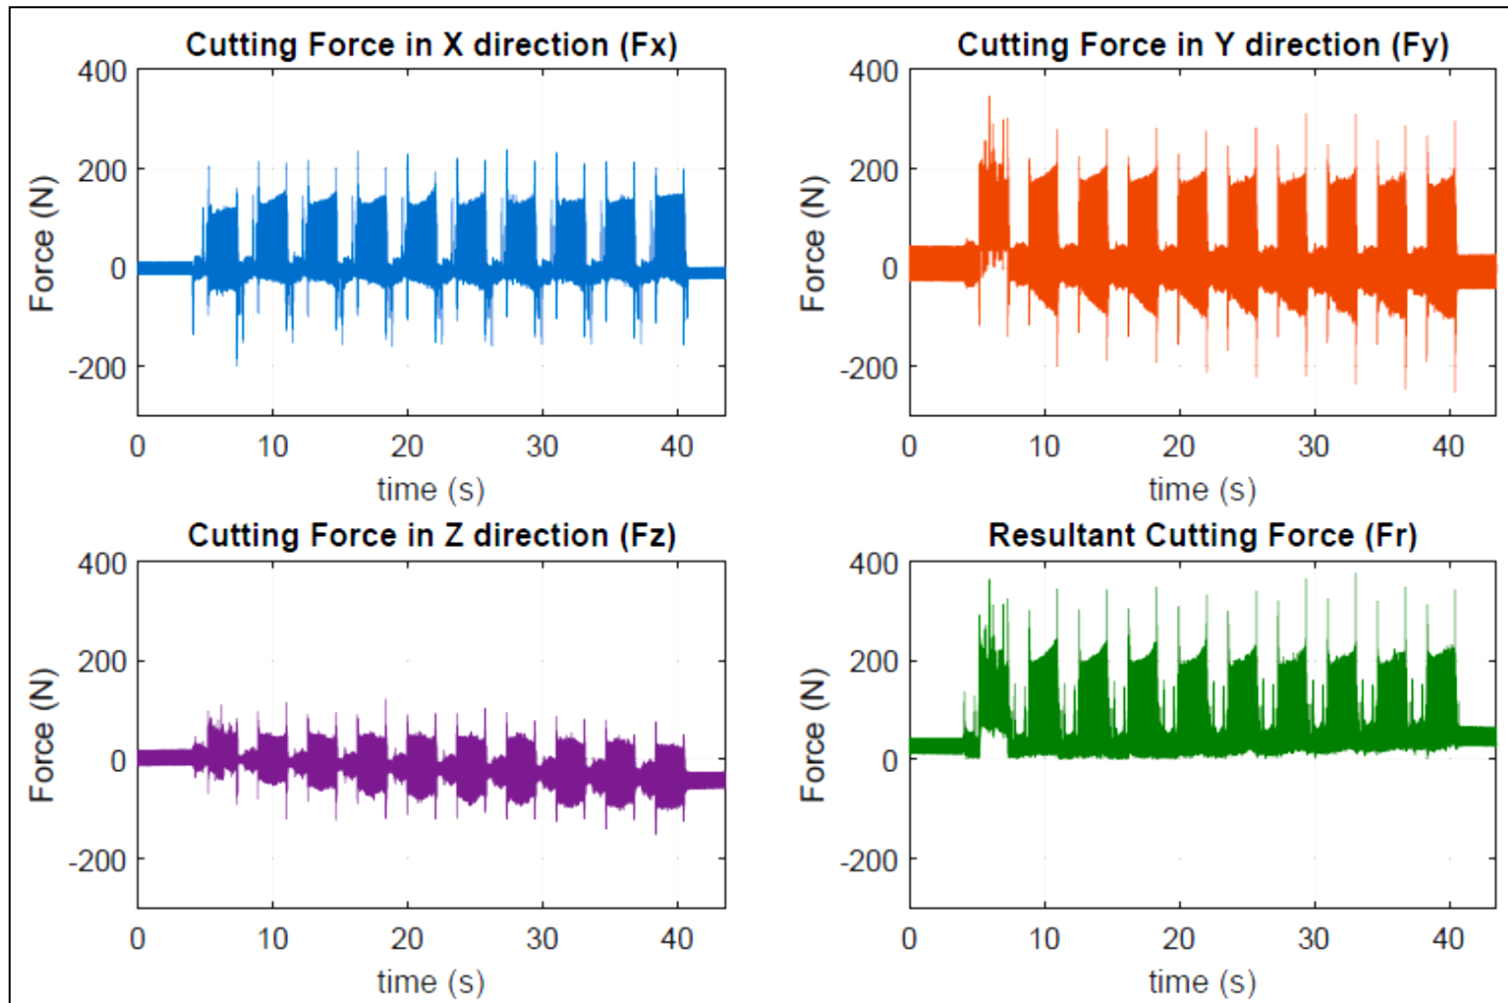 Cutting Force in X direction (Fx)
400
200
0
-200
Force (N)
0 10 20 30 40
time (s)
Cutting Force in Y direction (Fy)
400
200
0
-200
Force (N)
0 10 20 30 40
time (s)
Cutting Force in Z direction (Fz)
400
200
0
-200
Force (N)
0 10 20 30 40
time (s)
Resultant Cutting Force (Fr)
400
200
0
-200
Force (N)
0 10 20 30 40
time (s)